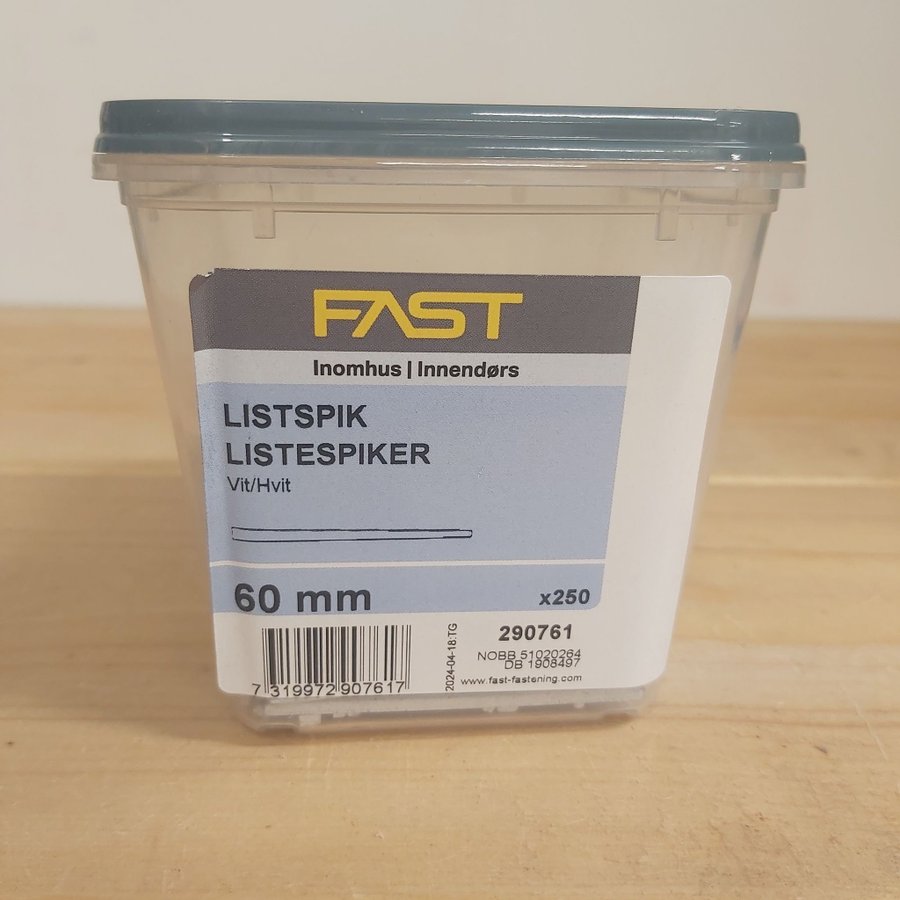 FAST
Inomhus | Innendørs
LISTSPIK
LISTESPIKER
Vit/Hvit
60 mm
x250
7 319972 907617
2024-04-18:TG
290761
NOBB 51020264
DB 1908497
www.fast-fastening.com